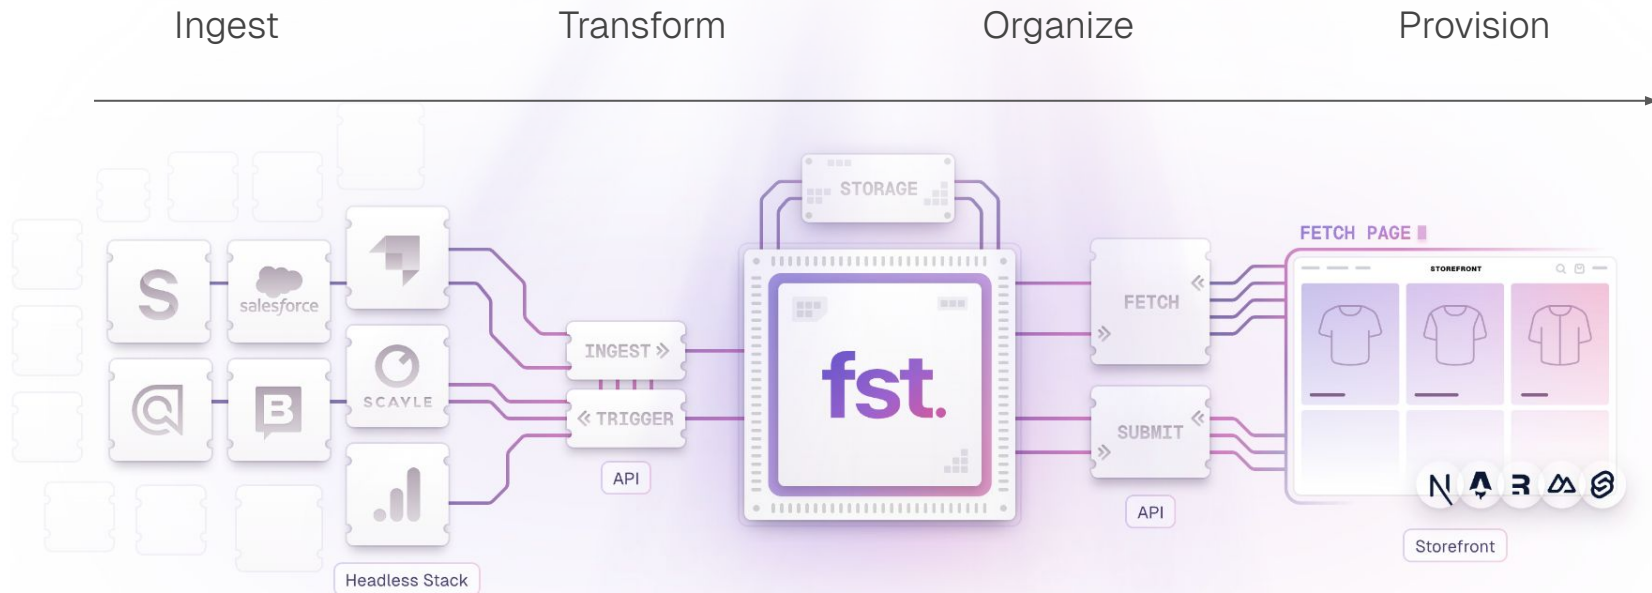 Ingest
Transform
Organize
Provision
STORAGE
FETCH PAGE
STOREFRONT
S
salesforce
SCAYLE
B
INGEST »
« TRIGGER
API
Headless Stack
fst.
FETCH
«
»
SUBMIT
«
»
API
N
R
Storefront